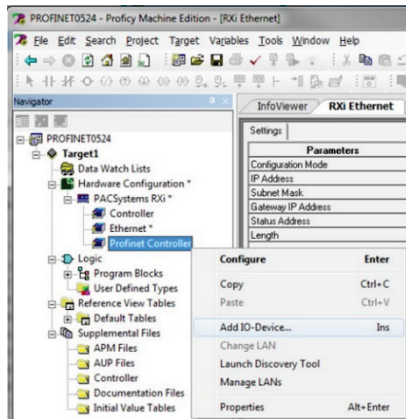 PROFINET0524 - Proficy Machine Edition - [RXi Ethernet]
File Edit Search Project Target Variables Tools Window Help
Navigator
InfoViewer RXi Ethernet
Settings
Parameters
Configuration Mode
IP Address
Subnet Mask
Gateway IP Address
Status Address
Length
PROFINET0524
Target1
Data Watch Lists
Hardware Configuration *
PACSystems RXi *
Controller
Ethernet *
Profinet Controller
Logic
Program Blocks
User Defined Types
Reference View Tables
Default Tables
Supplemental Files
APM Files
AUP Files
Controller
Documentation Files
Initial Value Tables
Configure Enter
Copy Ctrl+C
Paste Ctrl+V
Add IO-Device... Ins
Change LAN
Launch Discovery Tool
Manage LANs
Properties Alt+Enter